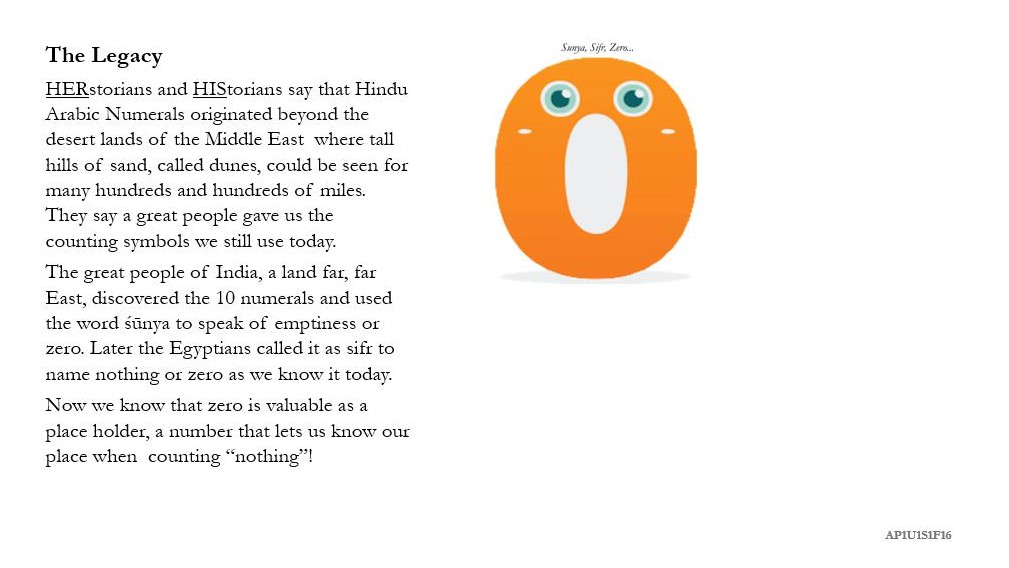 The Legacy
HERstorians and HIStorians say that Hindu
Arabic Numerals originated beyond the
desert lands of the Middle East  where tall
hills of sand, called dunes, could be seen for
many hundreds and hundreds of miles.
They say a great people gave us the
counting symbols we still use today.
The great people of India, a land far, far
East, discovered the 10 numerals and used
the word śūnya to speak of emptiness or
zero. Later the Egyptians called it as sifr to
name nothing or zero as we know it today.
Now we know that zero is valuable as a
place holder, a number that lets us know our
place when  counting “nothing”!
Sunya, Sifr, Zero...
AP1U1S1F16